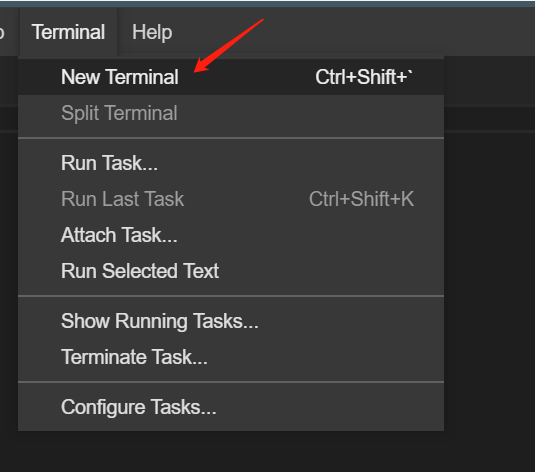 Terminal Help
New Terminal Ctrl+Shift+`
Split Terminal
Run Task...
Run Last Task Ctrl+Shift+K
Attach Task...
Run Selected Text
Show Running Tasks...
Terminate Task...
Configure Tasks...